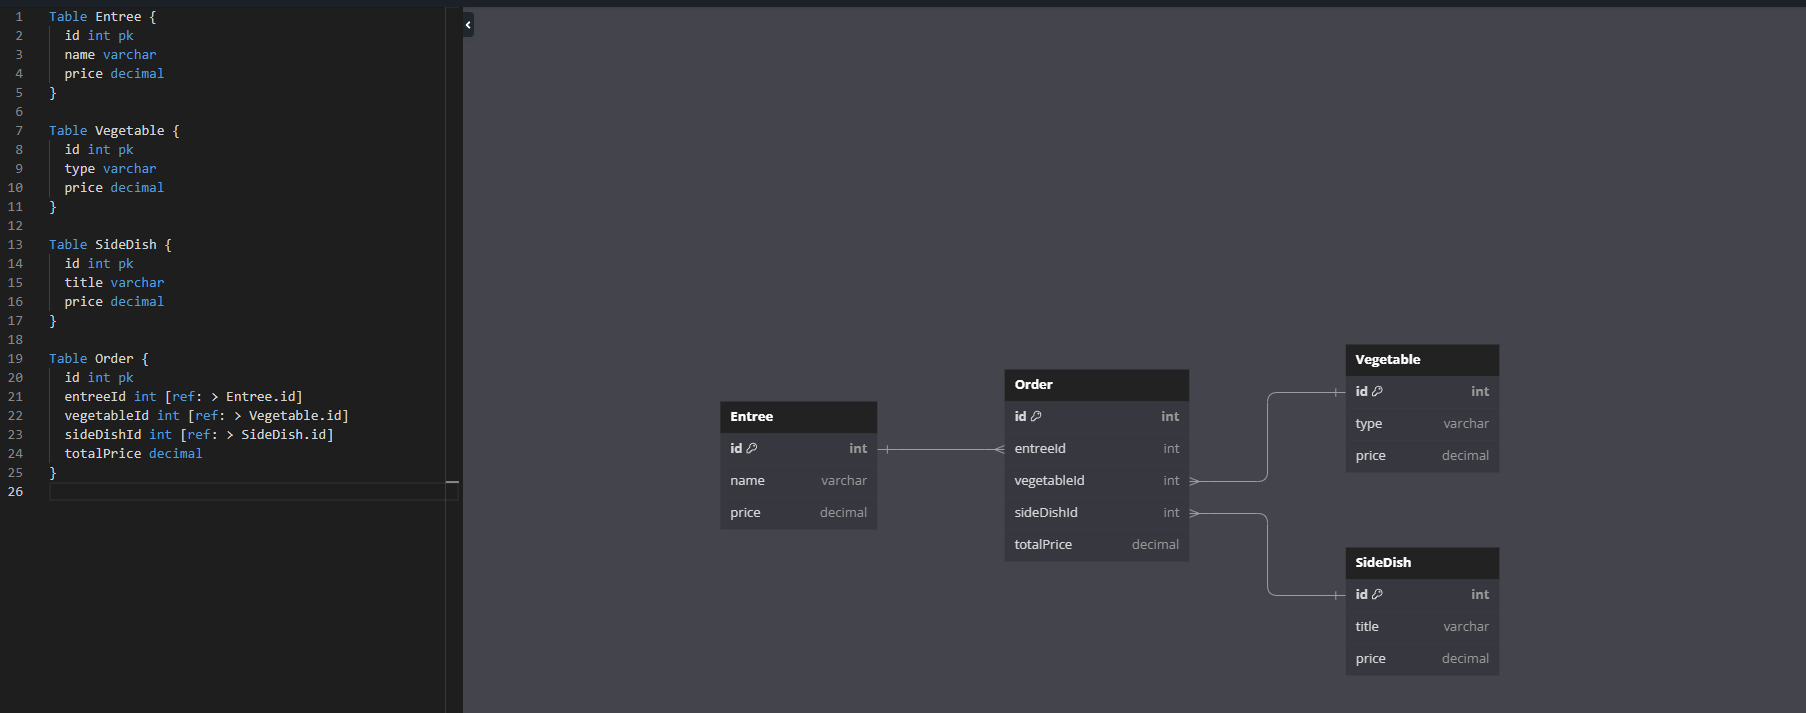 1 Table Entree {
2 id int pk
3 name varchar
4 price decimal
5 }
6
7 Table Vegetable {
8 id int pk
9 type varchar
10 price decimal
11 }
12
13 Table SideDish {
14 id int pk
15 title varchar
16 price decimal
17 }
18
19 Table Order {
20 id int pk
21 entreeId int [ref: > Entree.id]
22 vegetableId int [ref: > Vegetable.id]
23 sideDishId int [ref: > SideDish.id]
24 totalPrice decimal
25 }
26
Entree
id int
name varchar
price decimal
Order
id int
entreeId int
vegetableId int
sideDishId int
totalPrice decimal
Vegetable
id int
type varchar
price decimal
SideDish
id int
title varchar
price decimal